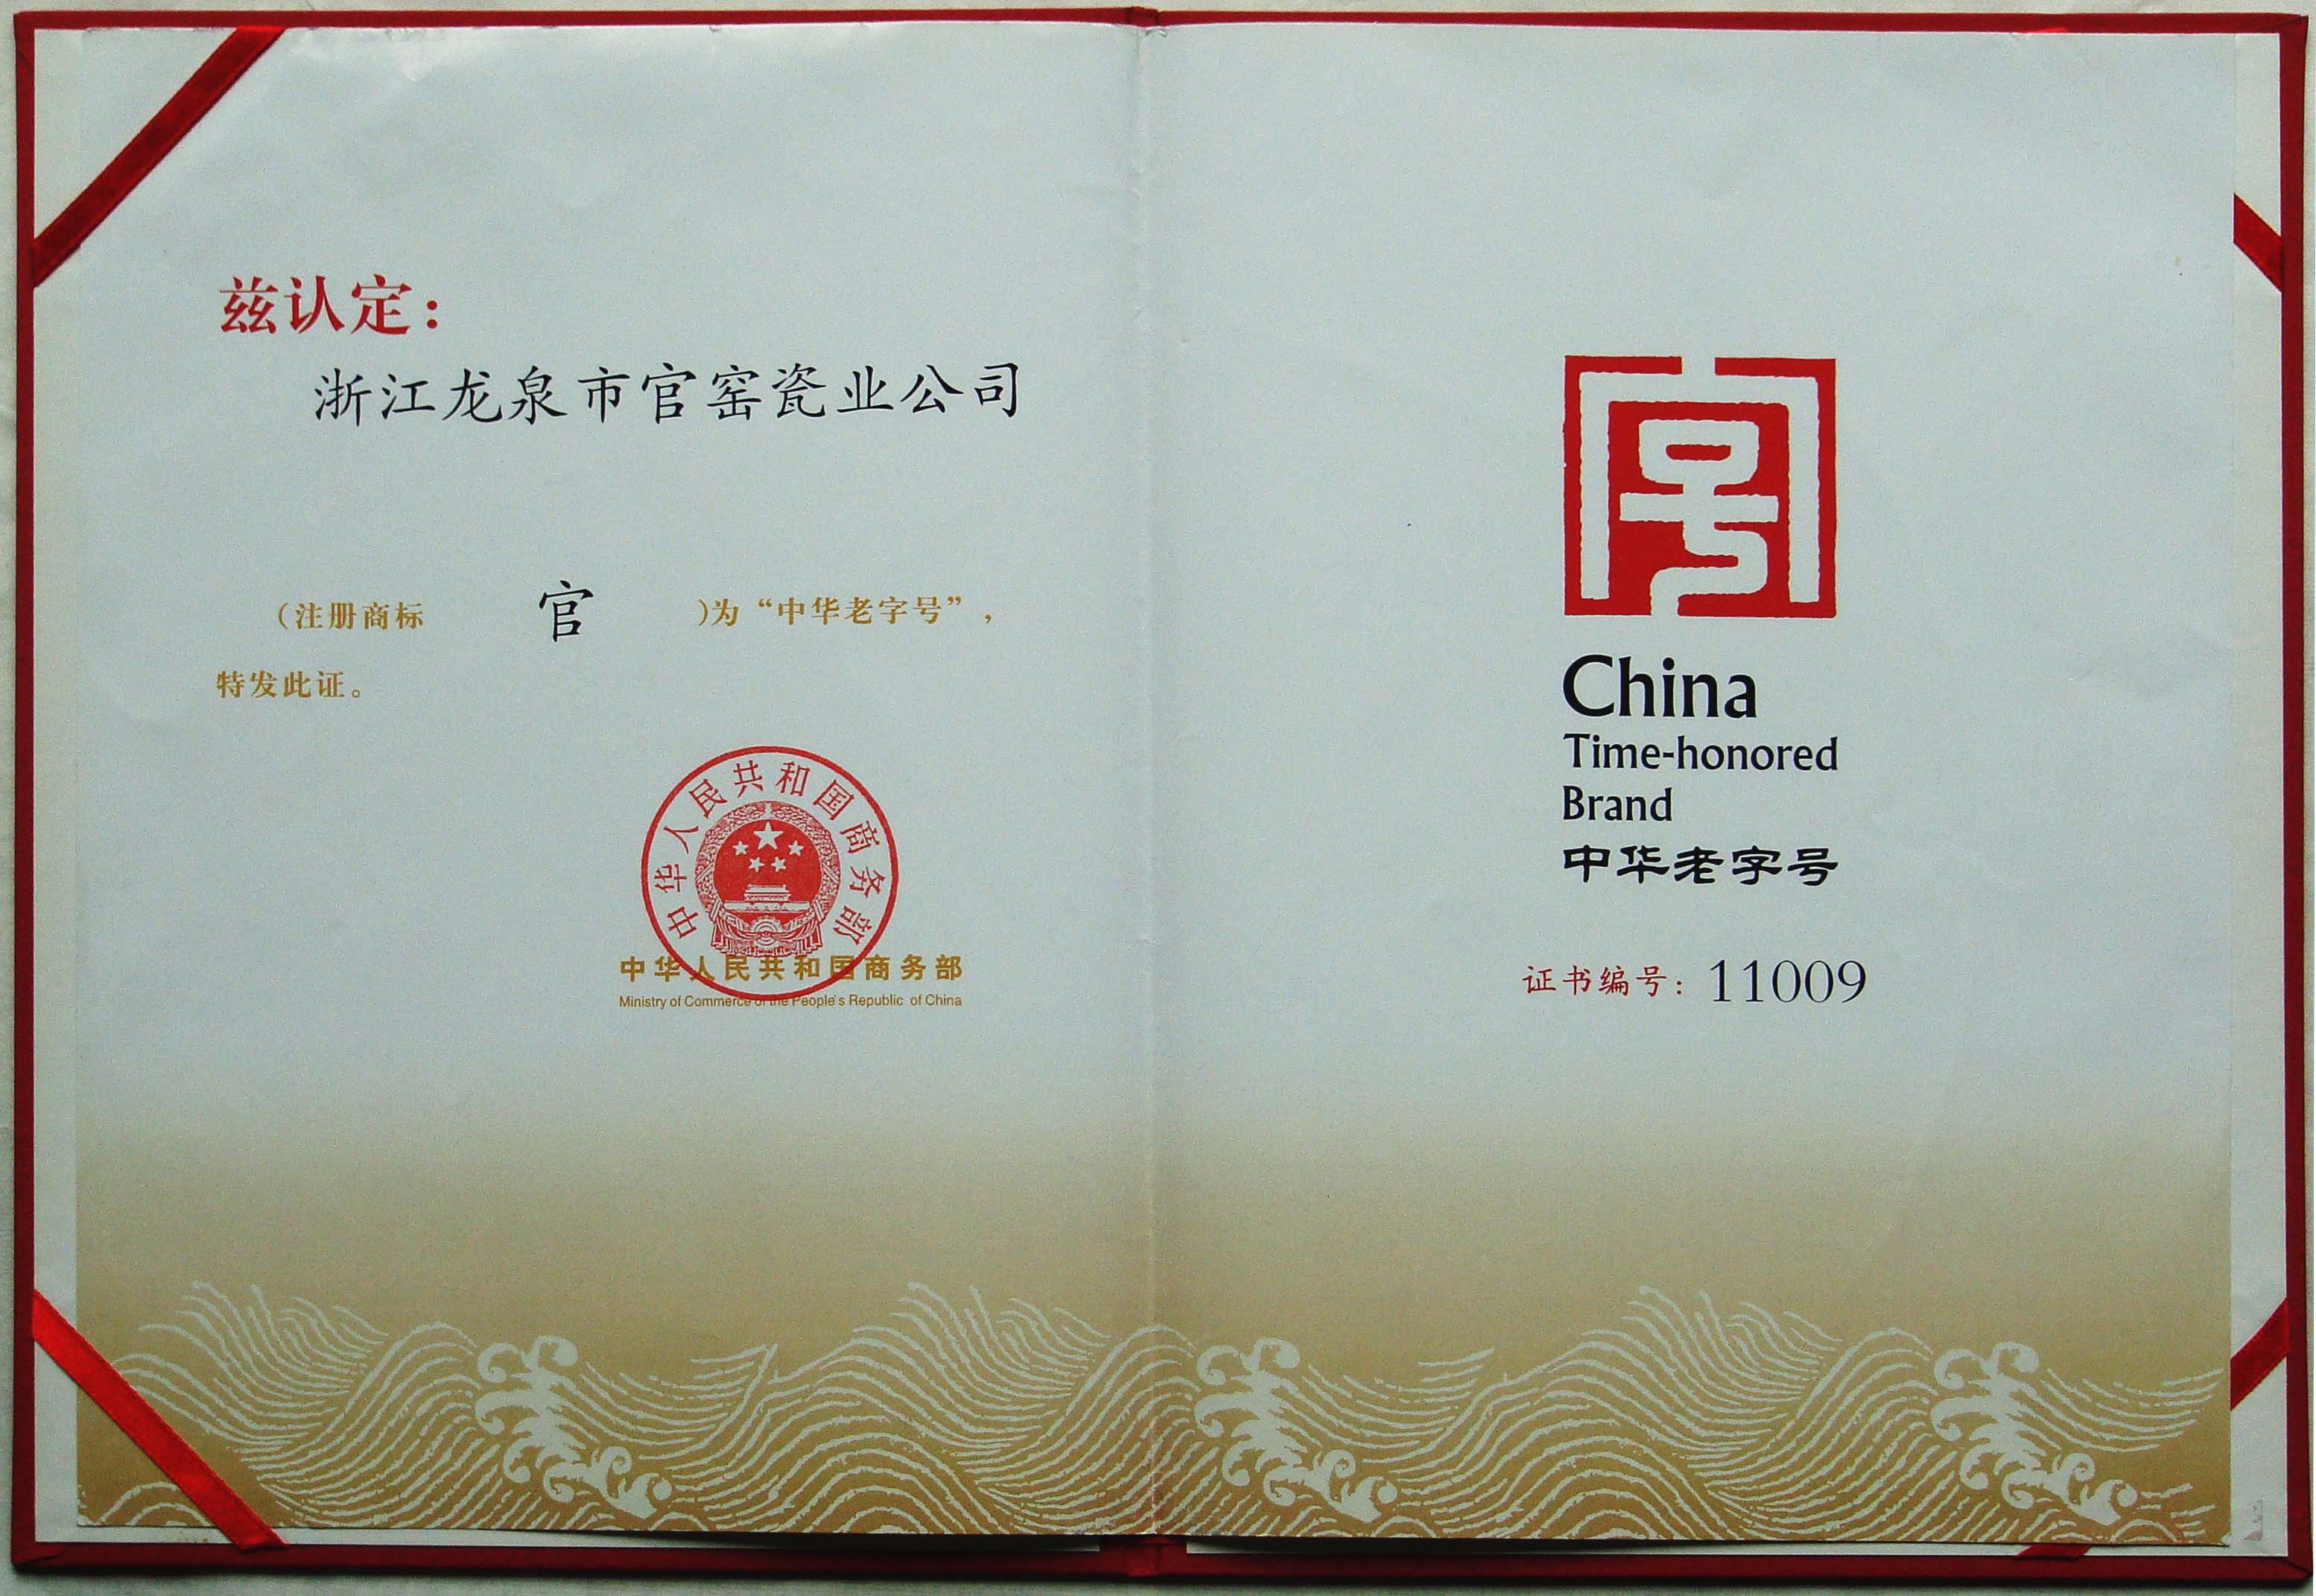 兹认定：
浙江龙泉市官窑瓷业公司
（注册商标 官 ）为“中华老字号”，
特发此证。
中华人民共和国商务部
中华人民共和国商务部
Ministry of Commerce of the People's Republic of China
号
China
Time-honored
Brand
中华老字号
证书编号：11009